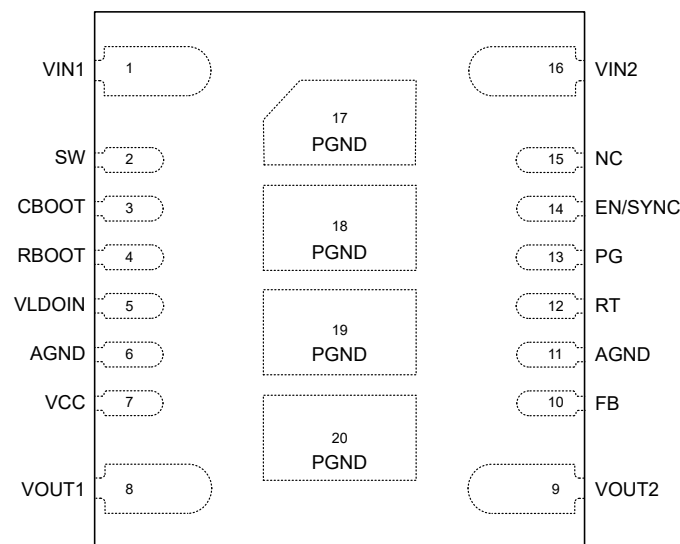 VIN1 1 16 VIN2
17
PGND
SW 2 15 NC
CBOOT 3 14 EN/SYNC
18
PGND
RBOOT 4 13 PG
VLDOIN 5 12 RT
19
PGND
AGND 6 11 AGND
VCC 7 10 FB
20
PGND
VOUT1 8 9 VOUT2